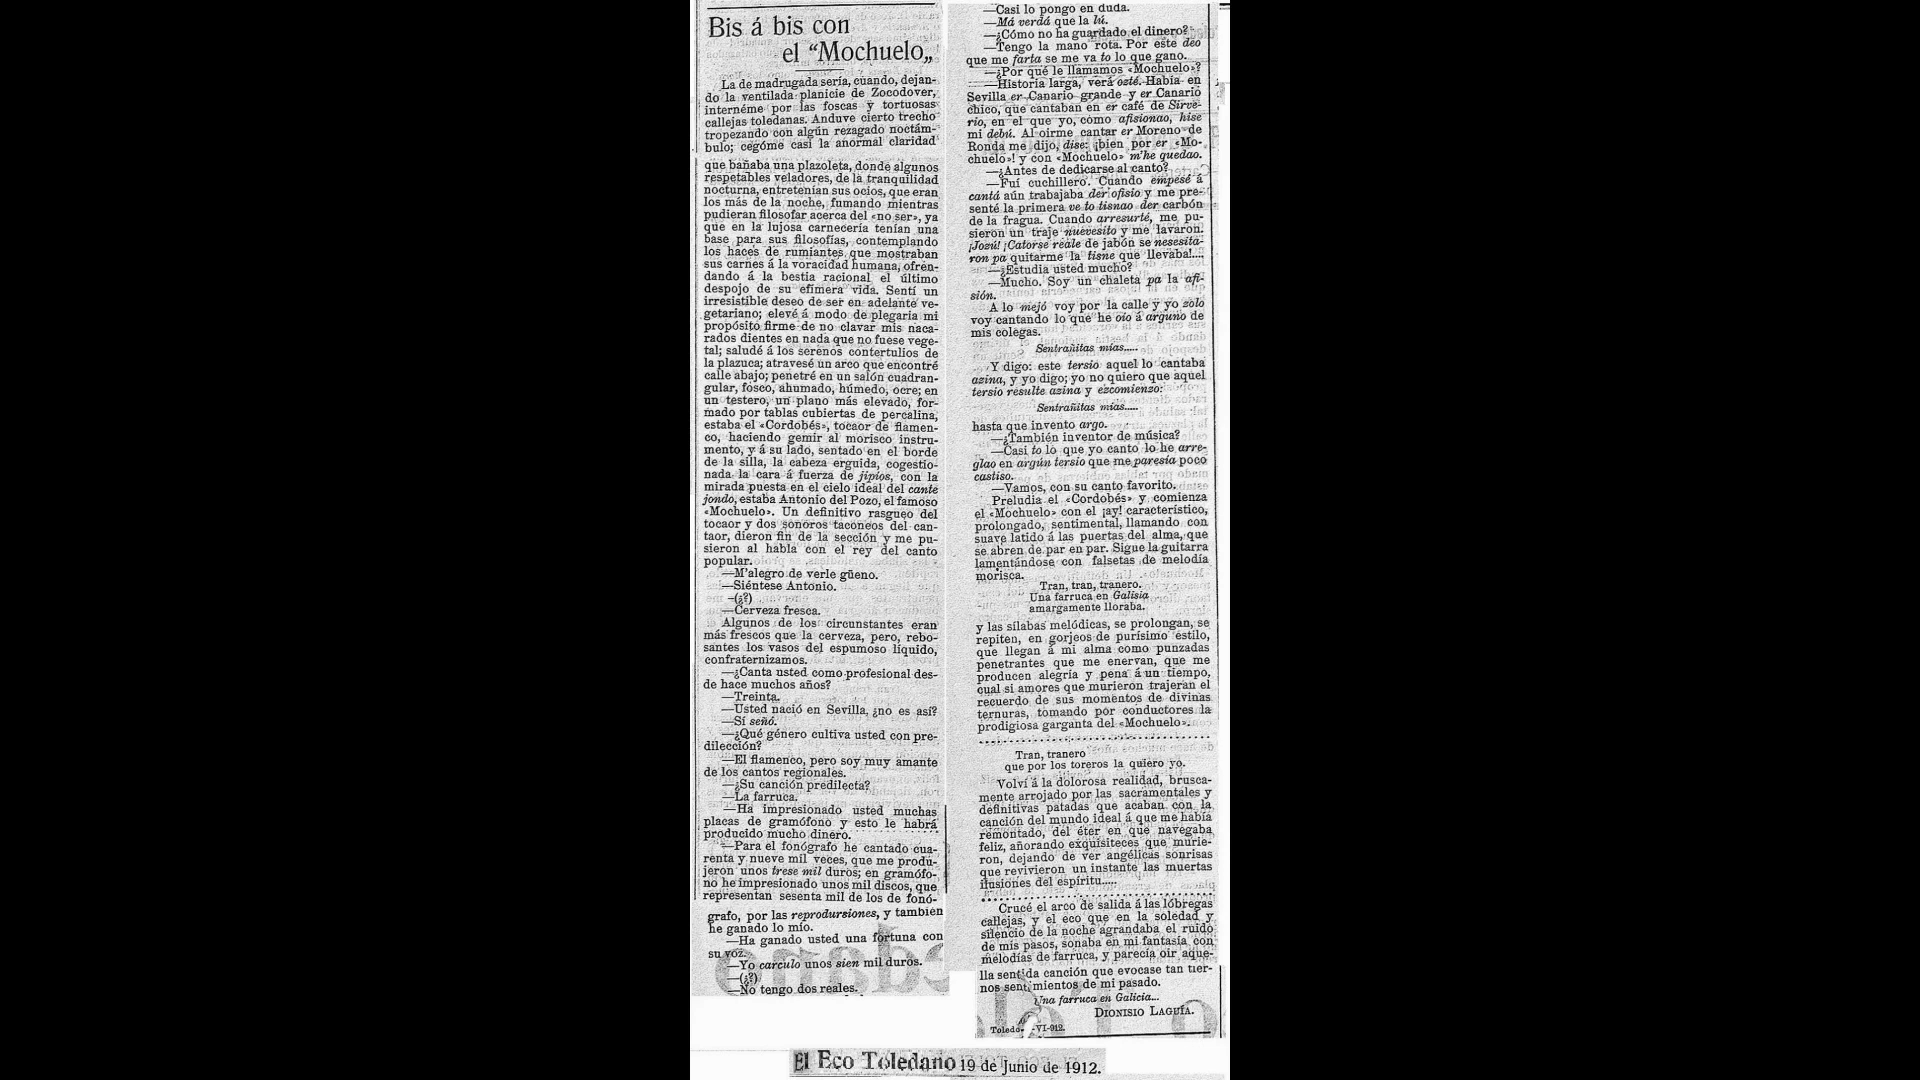 Bis á bis con
el “Mochuelo„
La de madrugada sería, cuando, dejan-
do la ventilada planicie de Zocodover,
internéme por las foscas y tortuosas
callejas toledanas. Anduve cierto trecho
tropezando con algún rezagado noctám-
bulo; cegóme casi la anormal claridad
que bañaba una plazoleta, donde algunos
respetables veladores, de la tranquilidad
nocturna, entretenían sus ocios, que eran
los más de la noche, fumando mientras
pudieran filosofar acerca del «no ser», ya
que en la lujosa carnecería tenían una
base para sus filosofías, contemplando
los haces de rumiantes que mostraban
sus carnes á la voracidad humana, ofren-
dando á la bestia racional el último
despojo de su efímera vida. Sentí un
irresistible deseo de ser en adelante ve-
getariano; elevé á modo de plegaria mi
propósito firme de no clavar mis naca-
rados dientes en nada que no fuese vege-
tal; saludé á los serenos contertulios de
la plazuca; atravesé un arco que encontré
calle abajo; penetré en un salón cuadran-
gular, fosco, ahumado, húmedo, ocre; en
un testero, un plano más elevado, for-
mado por tablas cubiertas de percalina,
estaba el «Cordobés», tocaor de flamen-
co, haciendo gemir al morisco instru-
mento, y á su lado, sentado en el borde
de la silla, la cabeza erguida, cogestio-
nada la cara á fuerza de jipíos, con la
mirada puesta en el cielo ideal del cante
jondo, estaba Antonio del Pozo, el famoso
«Mochuelo». Un definitivo rasgueo del
tocaor y dos sonoros taconeos del can-
taor, dieron fin de la sección y me pu-
sieron al habla con el rey del canto
popular.
—M'alegro de verle güeno.
—Siéntese Antonio.
—(¿?)
—Cerveza fresca.
Algunos de los circunstantes eran
más frescos que la cerveza, pero, rebo-
santes los vasos del espumoso líquido,
confraternizamos.
—¿Canta usted como profesional des-
de hace muchos años?
—Treinta.
—Usted nació en Sevilla, ¿no es así?
—Sí señó.
—¿Qué género cultiva usted con pre-
dilección?
—El flamenco, pero soy muy amante
de los cantos regionales.
—¿Su canción predilecta?
—La farruca.
—Ha impresionado usted muchas
placas de gramófono y esto le habrá
producido mucho dinero.
—Para el fonógrafo he cantado cua-
renta y nueve mil veces, que me produ-
jeron unos trese mil duros; en gramófo-
no he impresionado unos mil discos, que
representan sesenta mil de los de fonó-
grafo, por las reprodursiones, y también
he ganado lo mío.
—Ha ganado usted una fortuna con
su voz.
—Yo carculo unos sien mil duros.
—(¿?)
—No tengo dos reales.
—Casi lo pongo en duda.
—Má verdá que la lú.
—¿Cómo no ha guardado el dinero?
—Tengo la mano rota. Por este deo
que me farta se me va to lo que gano.
—¿Por qué le llamamos «Mochuelo»?
—Historia larga, verá ozté. Había en
Sevilla er Canario grande y er Canario
chico, que cantaban en er café de Sirve-
rio, en el que yo, como afisionao, hise
mi debú. Al oirme cantar er Moreno de
Ronda me dijo, dise: ¡bien por er «Mo-
chuelo»! y con «Mochuelo» m'he quedao.
—¿Antes de dedicarse al canto?
—Fuí cuchillero. Cuando empesé á
cantá aún trabajaba der ofisio y me pre-
senté la primera ve to tisnao der carbón
de la fragua. Cuando arresurté, me pu-
sieron un traje nuevesito y me lavaron.
¡Jozú! ¡Catorse reale de jabón se nesesita-
ron pa quitarme la tisne que llevaba!....
—¿Estudia usted mucho?
—Mucho. Soy un chaleta pa la afi-
sión.
A lo mejó voy por la calle y yo zolo
voy cantando lo que he oío á arguno de
mis colegas.
Sentrañitas mías.....
Y digo: este tersio aquel lo cantaba
azina, y yo digo; yo no quiero que aquel
tersio resulte azina y ezcomienzo:
Sentrañitas mías.....
hasta que invento argo.
—¿También inventor de música?
—Casi to lo que yo canto lo he arre-
glao en argún tersio que me paresía poco
castiso.
—Vamos, con su canto favorito.
Preludia el «Cordobés» y comienza
el «Mochuelo» con el ¡ay! característico,
prolongado, sentimental, llamando con
suave latido á las puertas del alma, que
se abren de par en par. Sigue la guitarra
lamentándose con falsetas de melodía
morisca.
Tran, tran, tranero.
Una farruca en Galisia
amargamente lloraba.
y las sílabas melódicas, se prolongan, se
repiten, en gorjeos de purísimo estilo,
que llegan á mi alma como punzadas
penetrantes que me enervan, que me
producen alegría y pena á un tiempo,
cual si amores que murieron trajeran el
recuerdo de sus momentos de divinas
ternuras, tomando por conductores la
prodigiosa garganta del «Mochuelo».
Tran, tranero
que por los toreros la quiero yo.
Volví á la dolorosa realidad, brusca-
mente arrojado por las sacramentales y
definitivas patadas que acaban con la
canción del mundo ideal á que me había
remontado, del éter en que navegaba
feliz, añorando exquisiteces que murie-
ron, dejando de ver angélicas sonrisas
que revivieron un instante las muertas
ilusiones del espíritu.....
Crucé el arco de salida á las lóbregas
callejas, y el eco que en la soledad y
silencio de la noche agrandaba el ruido
de mis pasos, sonaba en mi fantasía con
melodías de farruca, y parecía oir aque-
lla sentida canción que evocase tan tier-
nos sentimientos de mi pasado.
Una farruca en Galicia...
DIONISIO LAGUÍA.
Toledo VI-912.
El Eco Toledano 19 de Junio de 1912.